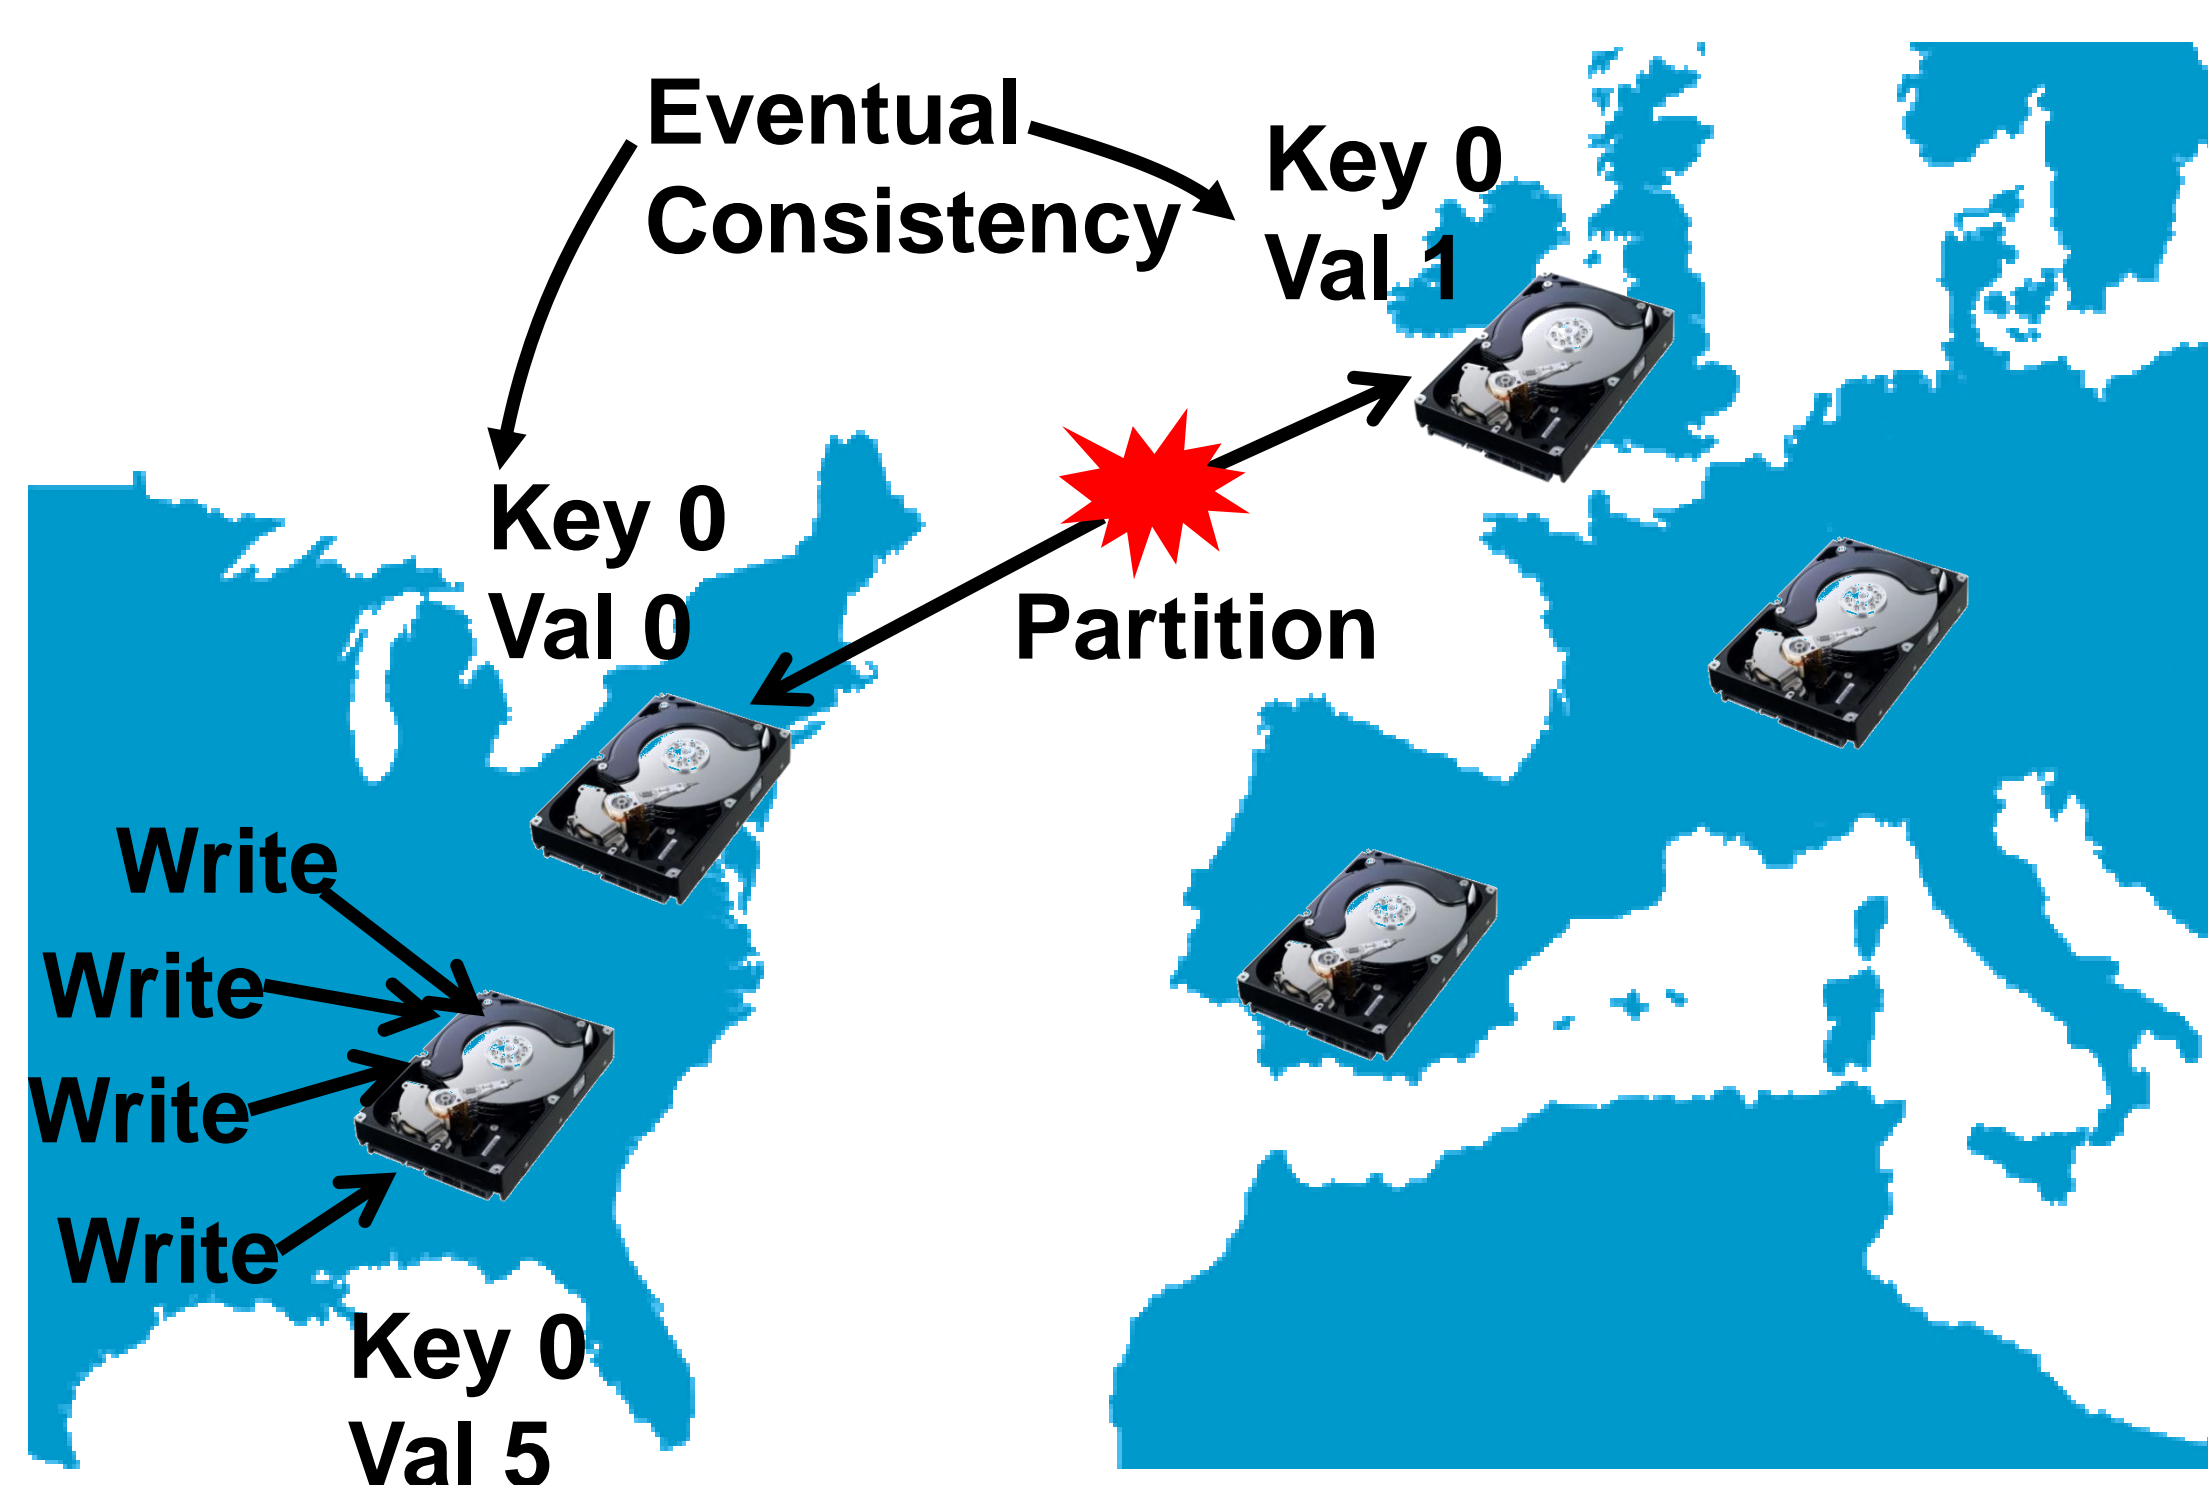 Eventual
Consistency
Key 0
Val 1
Key 0
Val 0
Partition
Write
Write
Write
Write
Key 0
Val 5